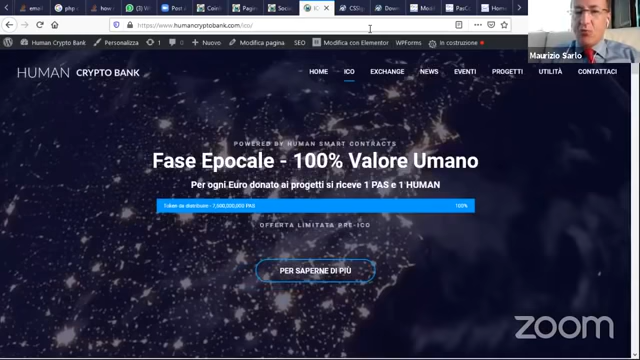 https://www.humancryptobank.com/ico/
Human Crypto Bank
Personalizza
1
Nuovo
Modifica pagina
SEO
Modifica con Elementor
WPForms
In costruzione
Maurizio Sarlo
HUMAN CRYPTO BANK
HOME
ICO
EXCHANGE
NEWS
EVENTI
PROGETTI
UTILITÀ
CONTATTACI
POWERED BY HUMAN SMART CONTRACTS
Fase Epocale - 100% Valore Umano
Per ogni Euro donato ai progetti si riceve 1 PAS e 1 HUMAN
Token da distribuire - 7,000,000,000 PAS
100%
OFFERTA LIMITATA PRE-ICO
PER SAPERNE DI PIÙ
zoom